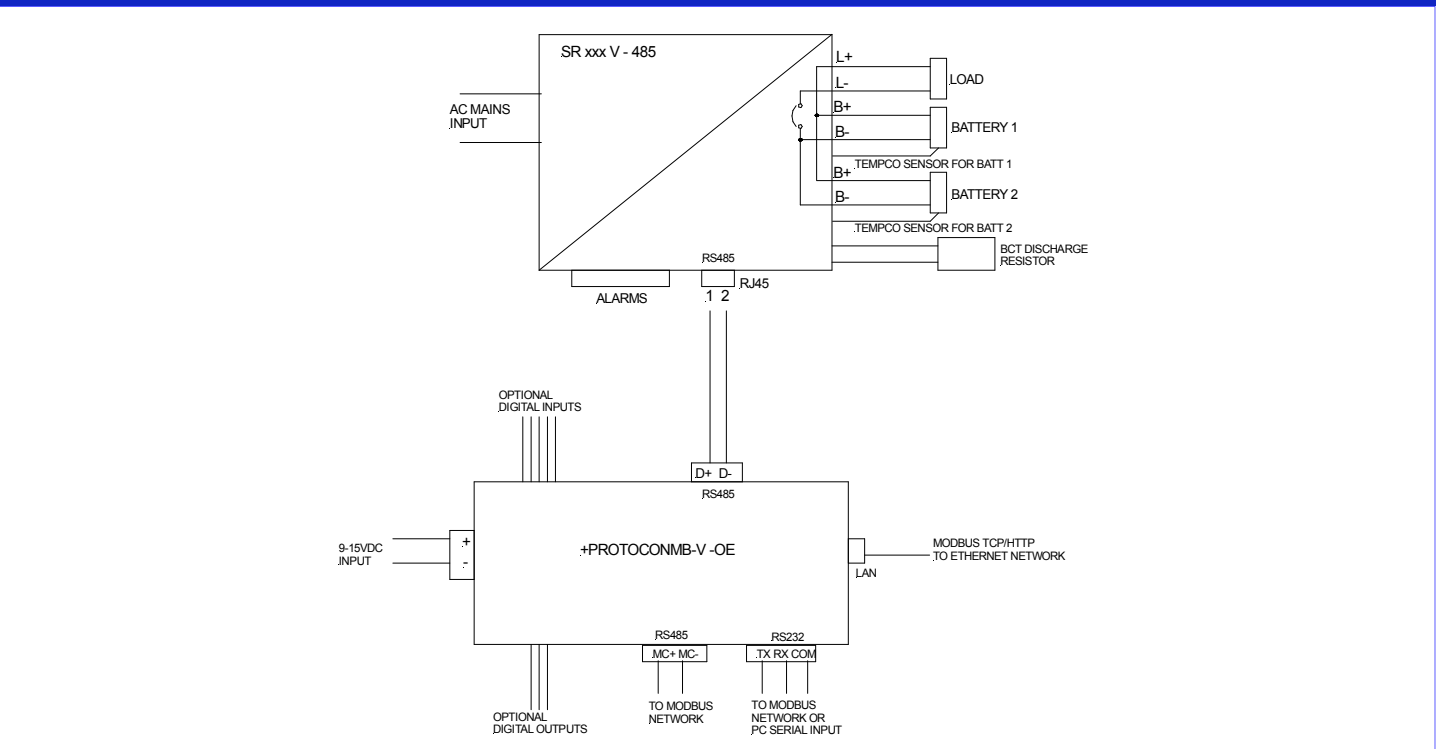 SR xxx V - 485
L+
L-
LOAD
AC MAINS
INPUT
B+
B-
BATTERY 1
TEMPCO SENSOR FOR BATT 1
B+
B-
BATTERY 2
TEMPCO SENSOR FOR BATT 2
BCT DISCHARGE
RESISTOR
RS485
RJ45
ALARMS
1 2
OPTIONAL
DIGITAL INPUTS
D+ D-
RS485
9-15VDC
INPUT
+
-
+PROTOCONMB-V -OE
MODBUS TCP/HTTP
TO ETHERNET NETWORK
LAN
RS485
RS232
MC+ MC-
TX RX COM
TO MODBUS
NETWORK
TO MODBUS
NETWORK OR
PC SERIAL INPUT
OPTIONAL
DIGITAL OUTPUTS